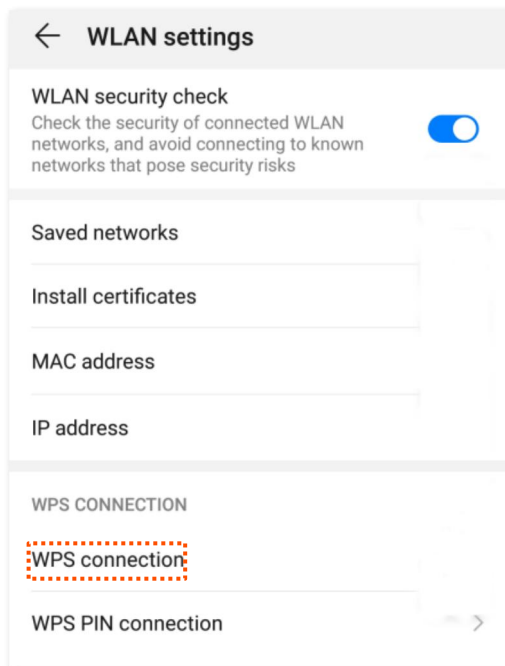 WLAN settings
WLAN security check
Check the security of connected WLAN
networks, and avoid connecting to known
networks that pose security risks
Saved networks
Install certificates
MAC address
IP address
WPS CONNECTION
WPS connection
WPS PIN connection